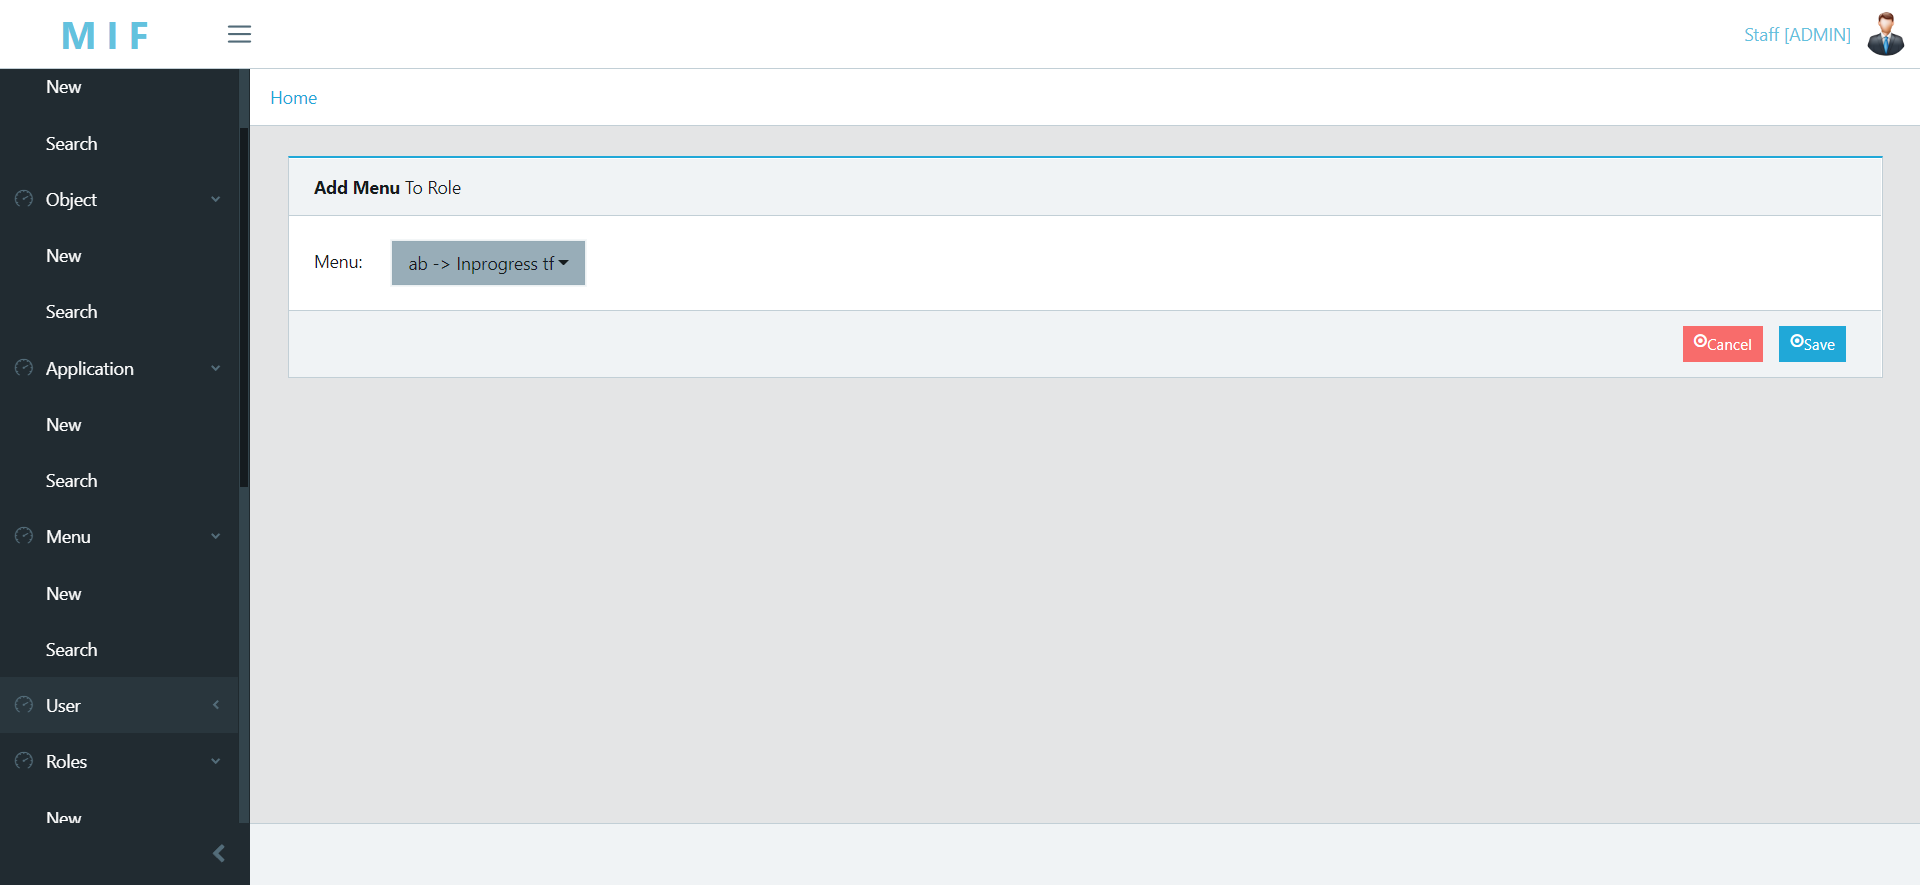 M I F
Staff [ADMIN]
New
Search
Object
New
Search
Application
New
Search
Menu
New
Search
User
Roles
New
Home
Add Menu To Role
Menu:
ab -> Inprogress tf
Cancel
Save